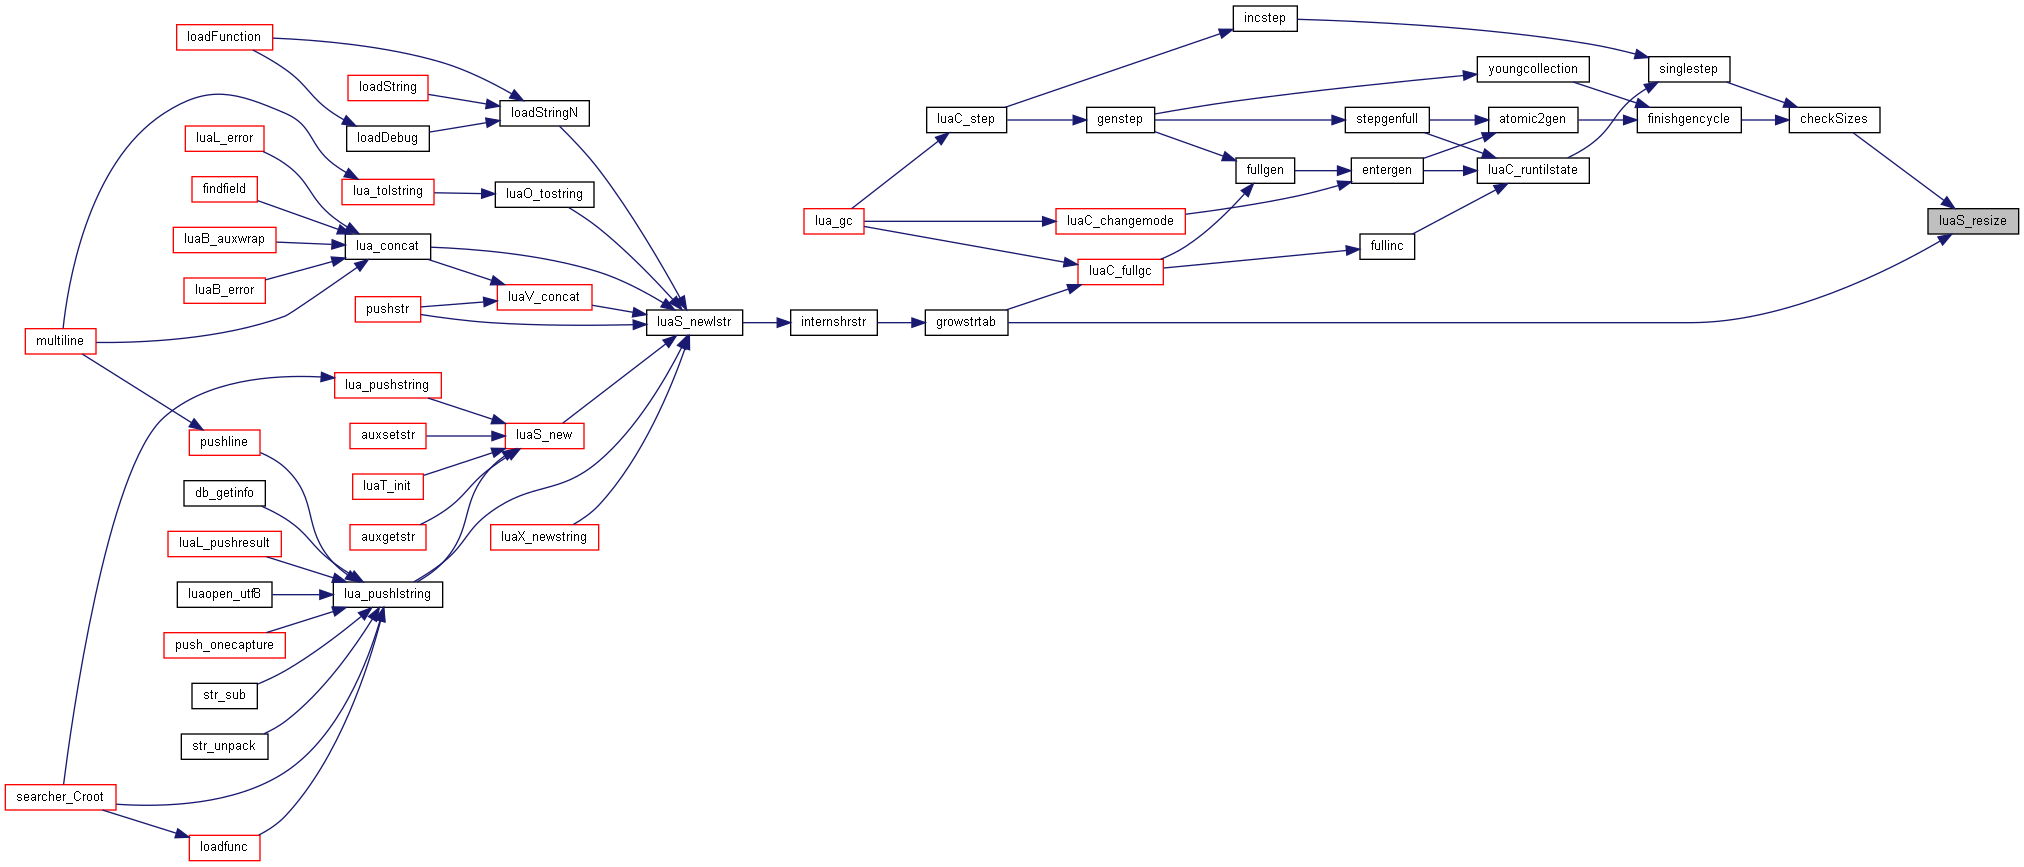 incstep
loadFunction
singlestep
youngcollection
loadString
loadStringN
luaC_step
genstep
stepgenfull
atomic2gen
finishgencycle
checkSizes
luaL_error
loadDebug
fullgen
entergen
luaC_runtilstate
findfield
lua_tolstring
luaO_tostring
lua_gc
luaC_changemode
luaS_resize
luaB_auxwrap
lua_concat
fullinc
luaC_fullgc
luaB_error
luaV_concat
pushstr
luaS_newlstr
internshrstr
growstrtab
multiline
lua_pushstring
pushline
auxsetstr
luaS_new
db_getinfo
luaT_init
luaL_pushresult
auxgetstr
luaX_newstring
luaopen_utf8
lua_pushlstring
push_onecapture
str_sub
str_unpack
searcher_Croot
loadfunc